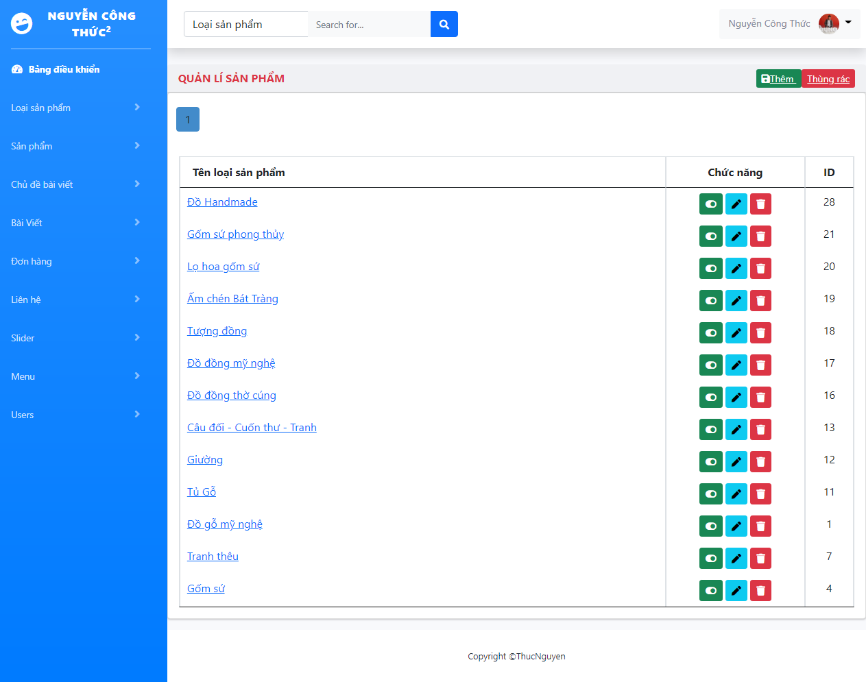 NGUYỄN CÔNG
THỨC²
Loại sản phẩm
Search for...
Nguyễn Công Thức
Bảng điều khiển
Loại sản phẩm
Sản phẩm
Chủ đề bài viết
Bài Viết
Đơn hàng
Liên hệ
Slider
Menu
Users
QUẢN LÍ SẢN PHẨM
Thêm
Thùng rác
1
Tên loại sản phẩm Chức năng ID
Đồ Handmade 28
Gốm sứ phong thủy 21
Lọ hoa gốm sứ 20
Ấm chén Bát Tràng 19
Tượng đồng 18
Đồ đồng mỹ nghệ 17
Đồ đồng thờ cúng 16
Câu đối - Cuốn thư - Tranh 13
Giường 12
Tủ Gỗ 11
Đồ gỗ mỹ nghệ 1
Tranh thêu 7
Gốm sứ 4
Copyright ©ThucNguyen